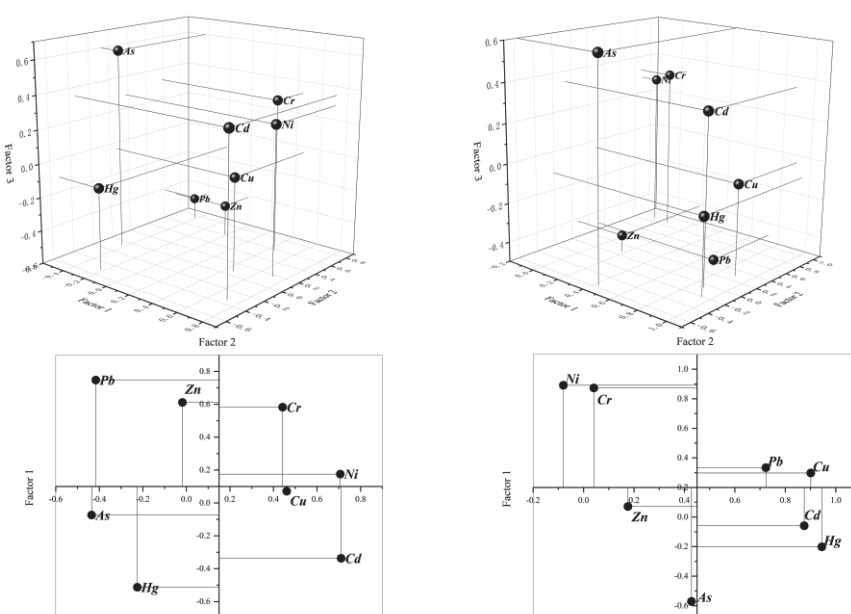 As
Cr
Cd
Ni
Cu
Hg
Pb
Zn
Factor 3
0.6
0.4
0.2
0.0
-0.2
-0.4
Factor 1
Factor 2
As
Ni
Cr
Cd
Cu
Hg
Zn
Pb
Factor 3
0.6
0.4
0.2
0.0
-0.2
-0.4
Factor 1
Factor 2
Factor 2
Pb
Zn
Cr
Ni
Cu
As
Cd
Hg
Factor 1
0.8
0.6
0.4
0.2
0.0
-0.2
-0.4
-0.6
-0.6 -0.4 -0.2 0.0 0.2 0.4 0.6 0.8
Factor 2
Ni
Cr
Pb
Cu
Zn
Cd
Hg
As
Factor 1
1.0
0.8
0.6
0.4
0.2
0.0
-0.2
-0.4
-0.6
-0.2 0.0 0.2 0.4 0.6 0.8 1.0